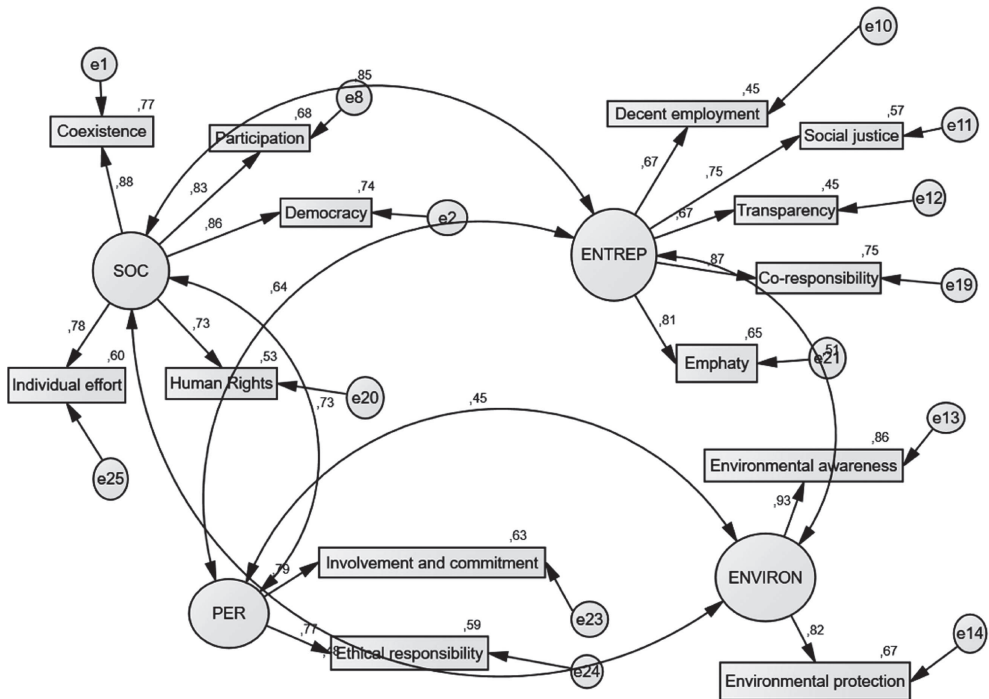 e10
e1
,85
e8
,45
Decent employment
,77
Coexistence
,68
Participation
,57
Social justice
e11
,67
,75
,88
,83
,74
Democracy
e2
,45
Transparency
e12
,86
,67
SOC
ENTREP
,87
,75
Co-responsibility
e19
,64
,78
,73
,81
,65
Emphaty
,51
e21
,60
Individual effort
,53
Human Rights
e20
,73
,45
e13
,86
Environmental awareness
e25
,93
,63
Involvement and commitment
,79
ENVIRON
PER
e23
,77
,59
Ethical responsibility
e24
,82
e14
,67
Environmental protection